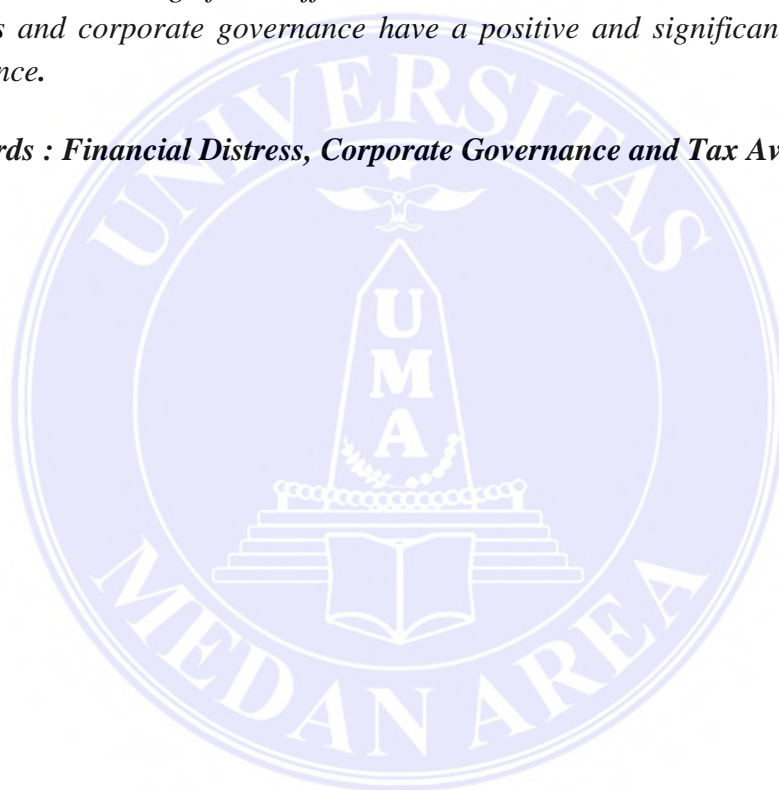 s and corporate governance have a positive and significan
nce.
rds : Financial Distress, Corporate Governance and Tax Av
UNIVERSITAS
U
M
A
MEDAN AREA